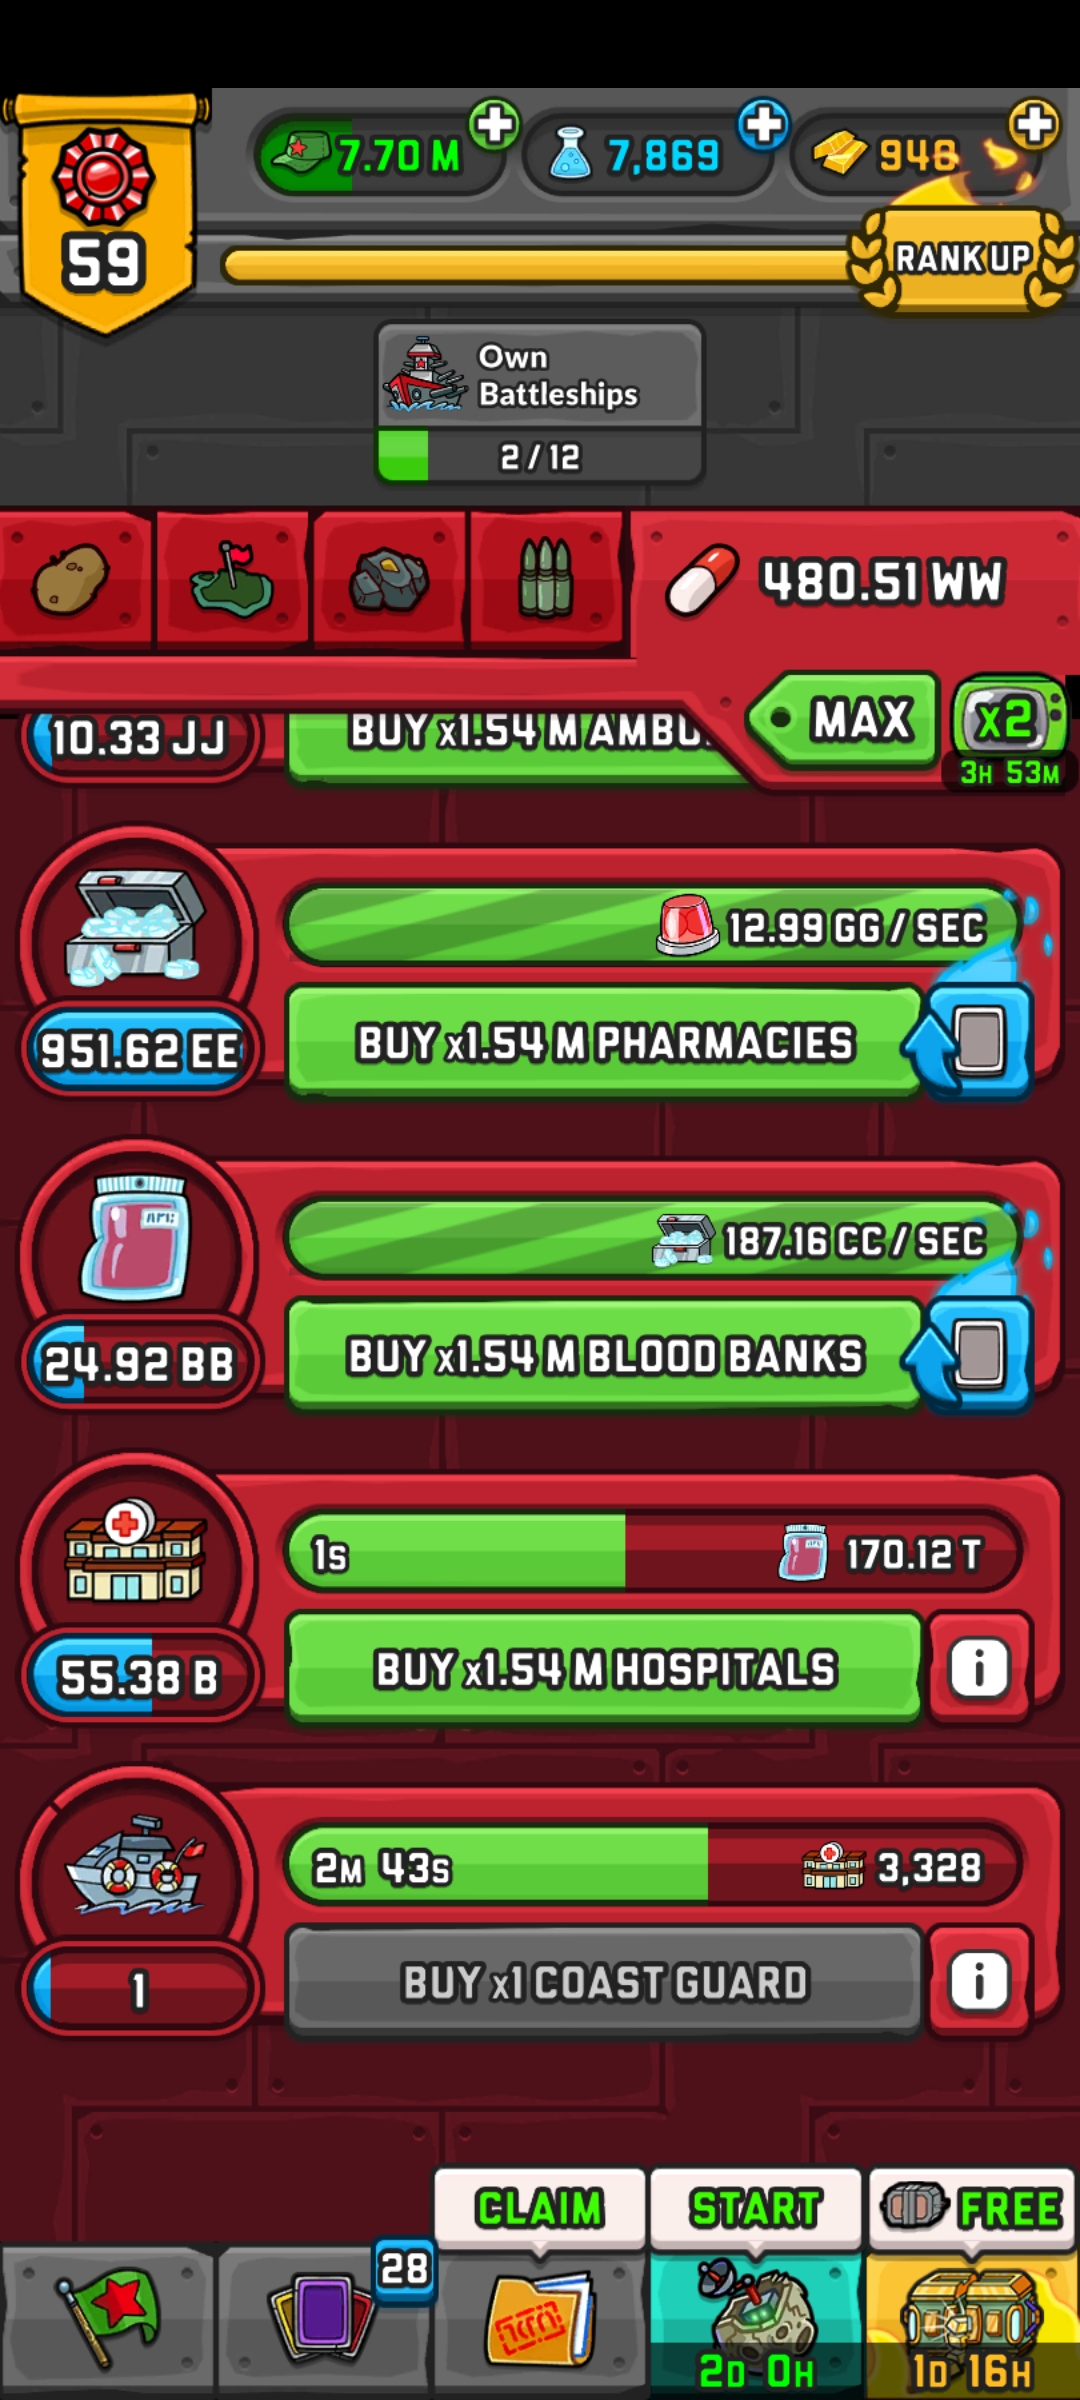 59
7.70 M
7,869
948
RANK UP
Own
Battleships
2 / 12
480.51 WW
MAX
x2
3H 53M
10.33 JJ
BUY x1.54 M AMBU
12.99 GG / SEC
951.62 EE
BUY x1.54 M PHARMACIES
187.16 CC / SEC
24.92 BB
BUY x1.54 M BLOOD BANKS
1S
170.12 T
55.38 B
BUY x1.54 M HOSPITALS
i
2M 43S
3,328
1
BUY x1 COAST GUARD
i
CLAIM
START
FREE
28
2D 0H
1D 16H